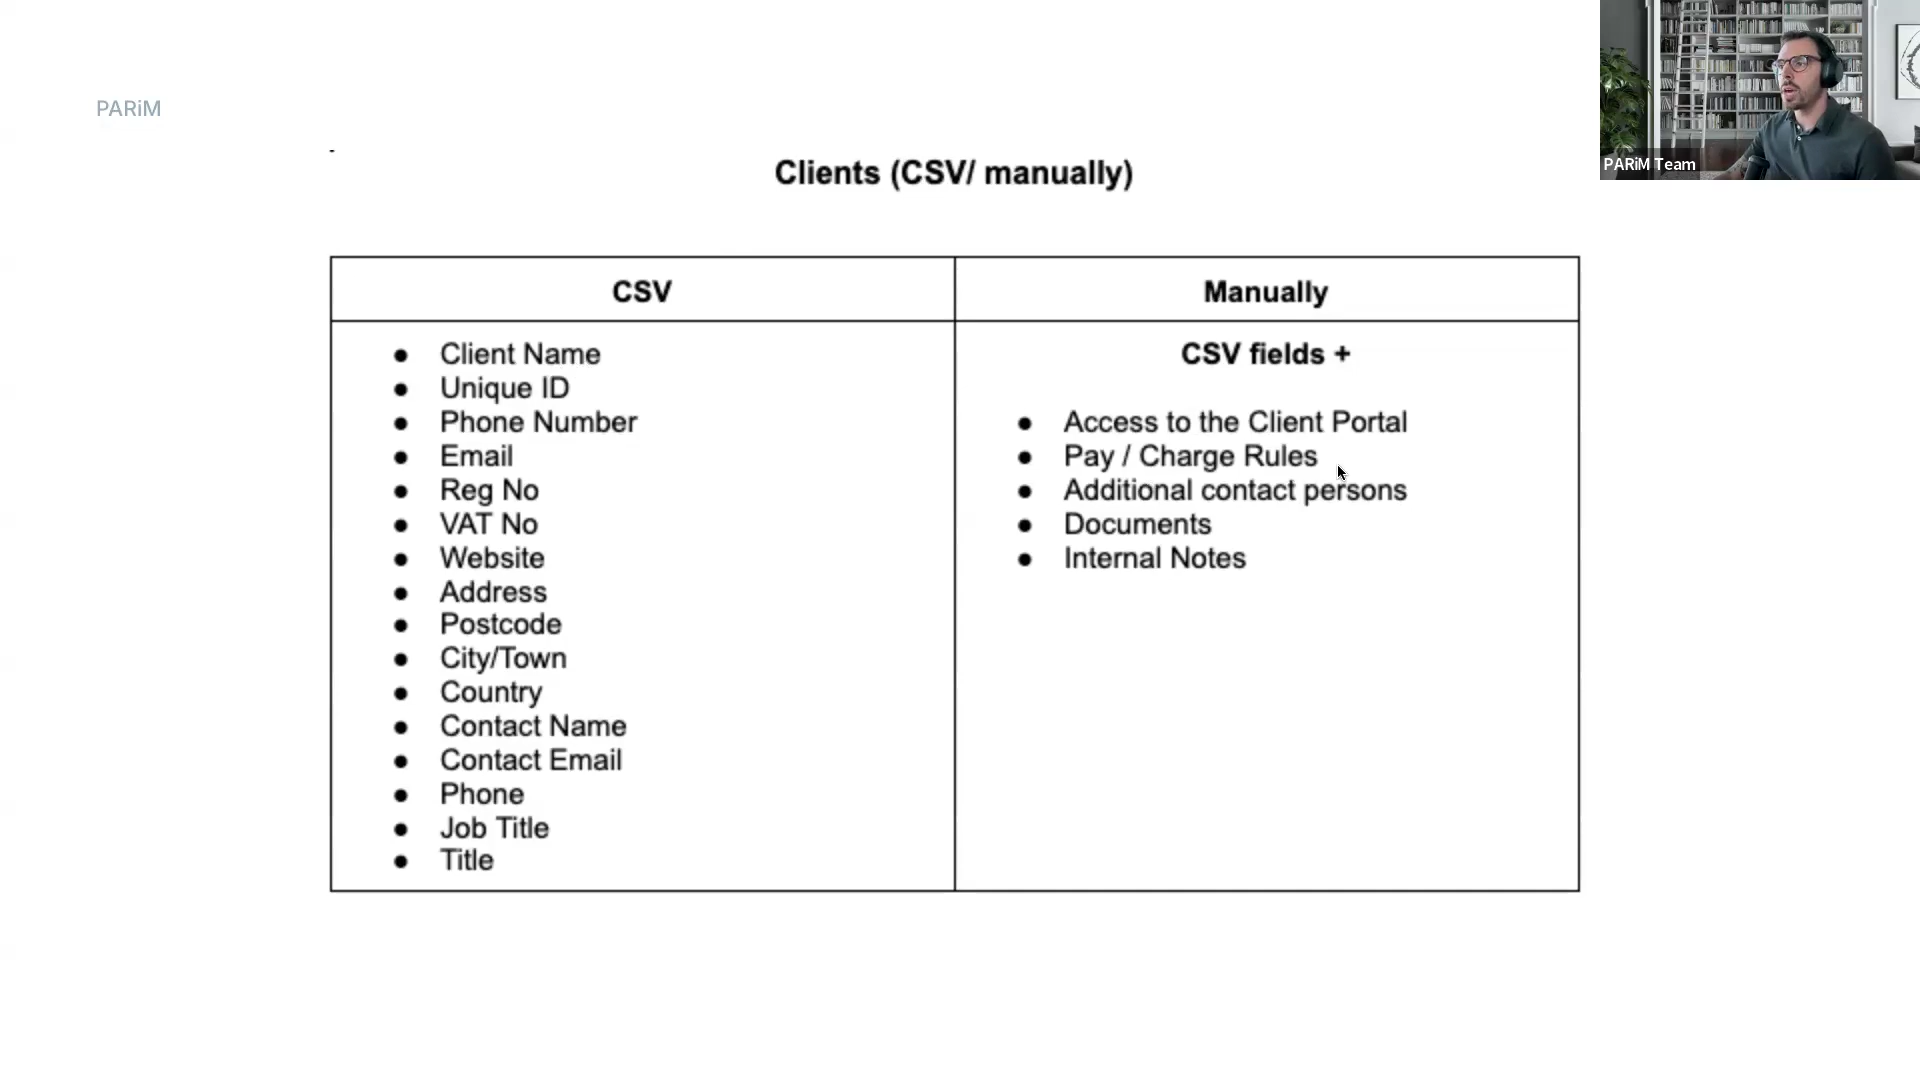 PARiM
PARiM Team
Clients (CSV/ manually)
CSV
Manually
Client Name
Unique ID
Phone Number
Email
Reg No
VAT No
Website
Address
Postcode
City/Town
Country
Contact Name
Contact Email
Phone
Job Title
Title
CSV fields +
Access to the Client Portal
Pay / Charge Rules
Additional contact persons
Documents
Internal Notes